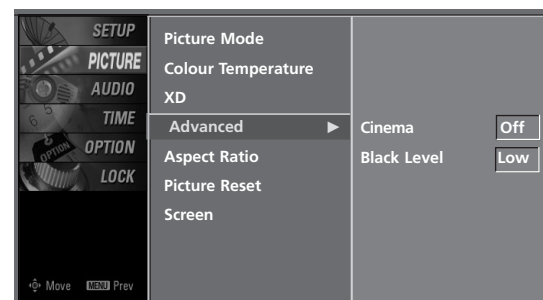 SETUP
PICTURE
AUDIO
TIME
OPTION
LOCK
Move MENU Prev
Picture Mode
Colour Temperature
XD
Advanced ▶
Aspect Ratio
Picture Reset
Screen
Cinema Off
Black Level Low